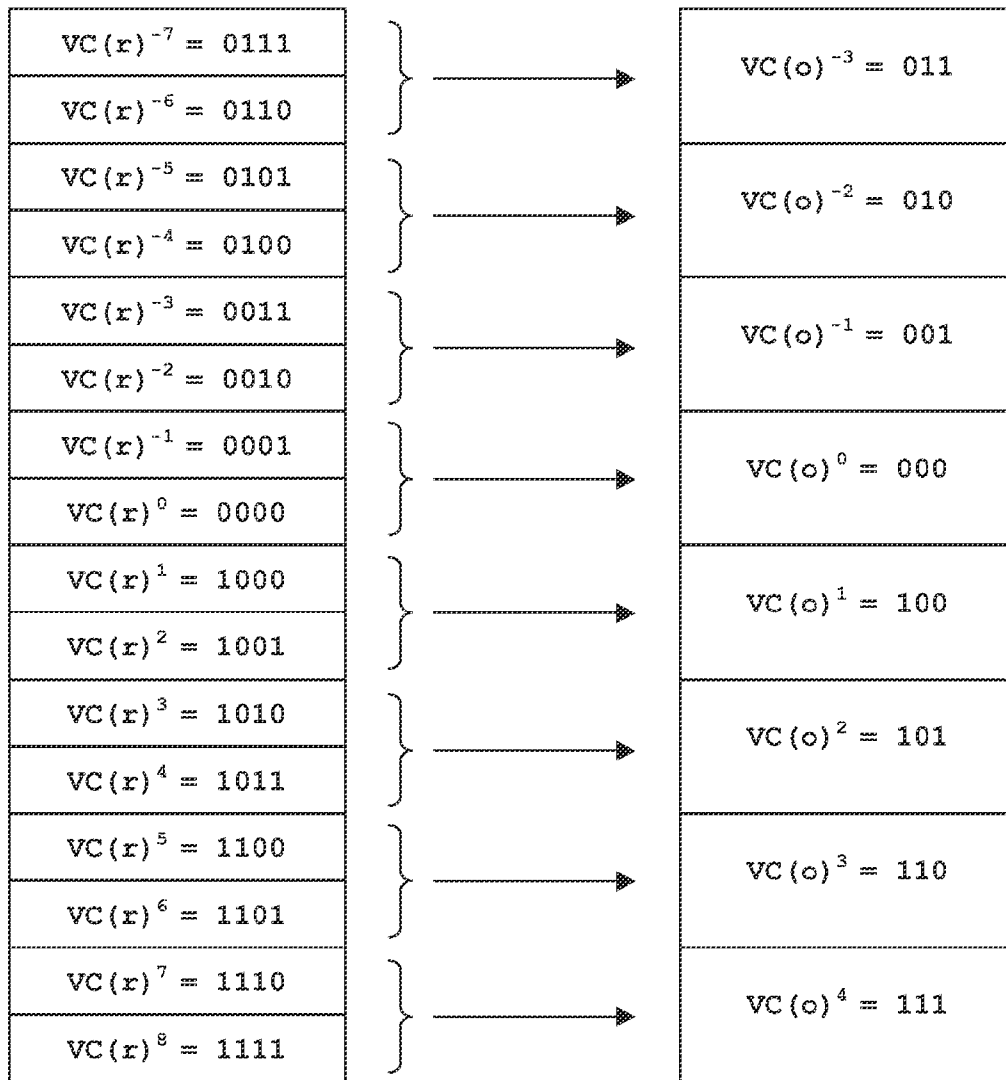 VC(r)⁻⁷ = 0111
VC(r)⁻⁶ = 0110
VC(r)⁻⁵ = 0101
VC(r)⁻⁴ = 0100
VC(r)⁻³ = 0011
VC(r)⁻² = 0010
VC(r)⁻¹ = 0001
VC(r)⁰ = 0000
VC(r)¹ = 1000
VC(r)² = 1001
VC(r)³ = 1010
VC(r)⁴ = 1011
VC(r)⁵ = 1100
VC(r)⁶ = 1101
VC(r)⁷ = 1110
VC(r)⁸ = 1111
VC(o)⁻³ = 011
VC(o)⁻² = 010
VC(o)⁻¹ = 001
VC(o)⁰ = 000
VC(o)¹ = 100
VC(o)² = 101
VC(o)³ = 110
VC(o)⁴ = 111